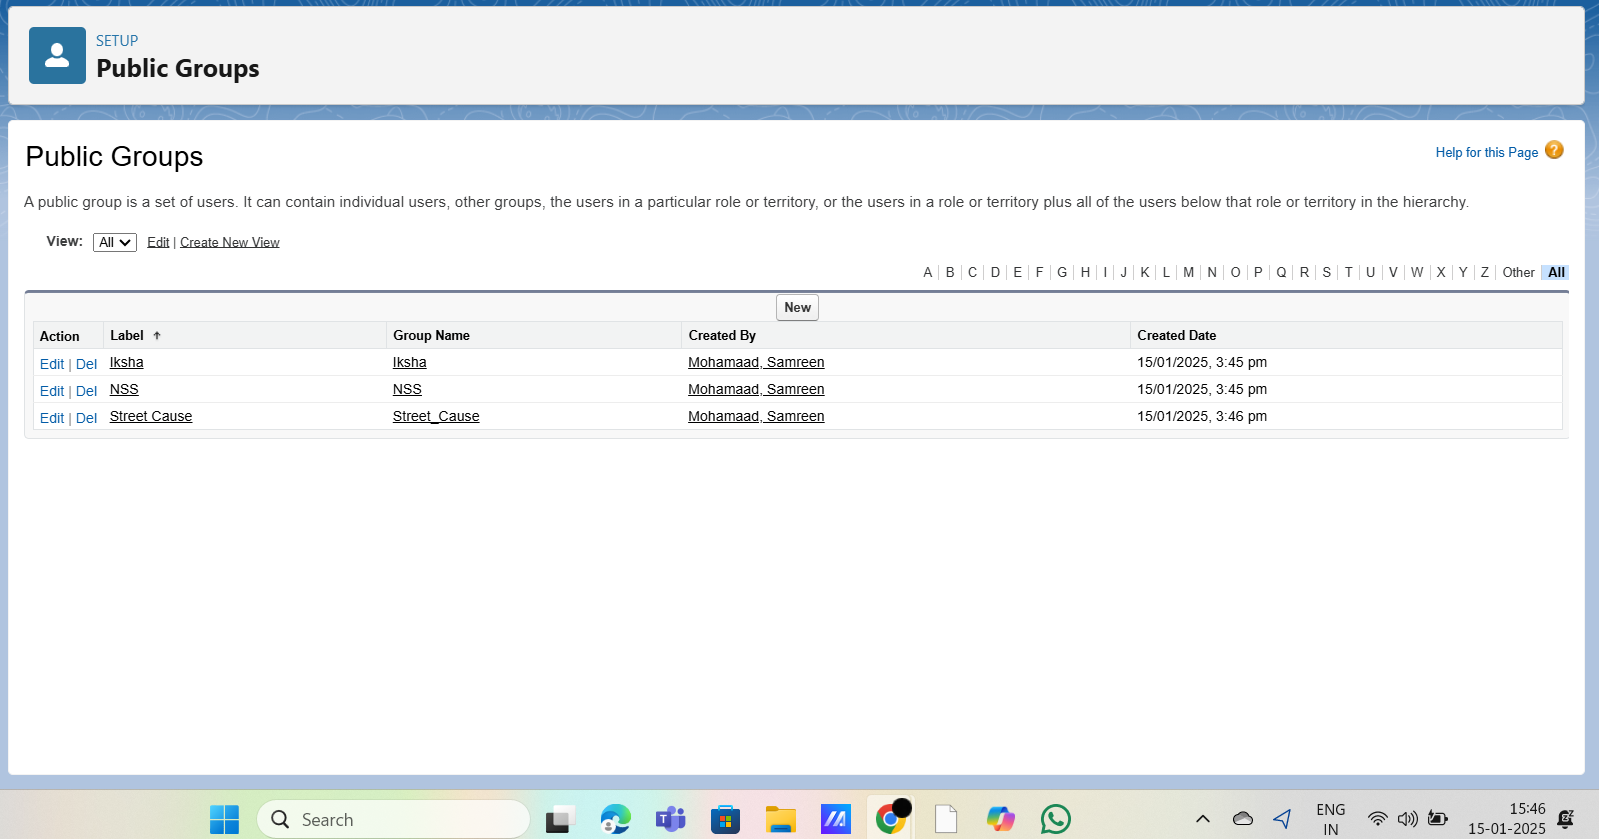 SETUP
Public Groups
Public Groups
Help for this Page ?
A public group is a set of users. It can contain individual users, other groups, the users in a particular role or territory, or the users in a role or territory plus all of the users below that role or territory in the hierarchy.
View: All Edit | Create New View
A | B | C | D | E | F | G | H | I | J | K | L | M | N | O | P | Q | R | S | T | U | V | W | X | Y | Z | Other All
New
Action Label ↑ Group Name Created By Created Date
Edit | Del Iksha Iksha Mohamaad, Samreen 15/01/2025, 3:45 pm
Edit | Del NSS NSS Mohamaad, Samreen 15/01/2025, 3:45 pm
Edit | Del Street Cause Street_Cause Mohamaad, Samreen 15/01/2025, 3:46 pm
Search
ENG
IN
15:46
15-01-2025